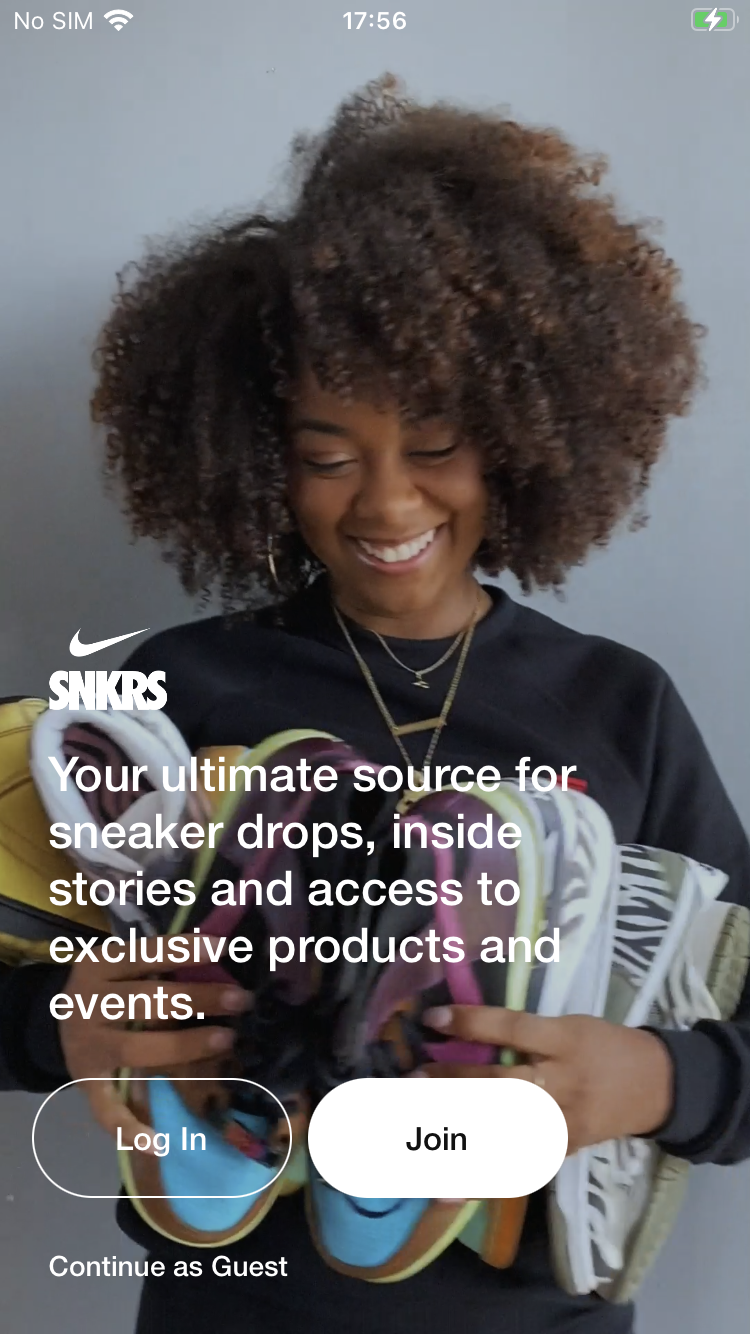 No SIM 17:56
SNKRS
Your ultimate source for
sneaker drops, inside
stories and access to
exclusive products and
events.
Log In Join
Continue as Guest